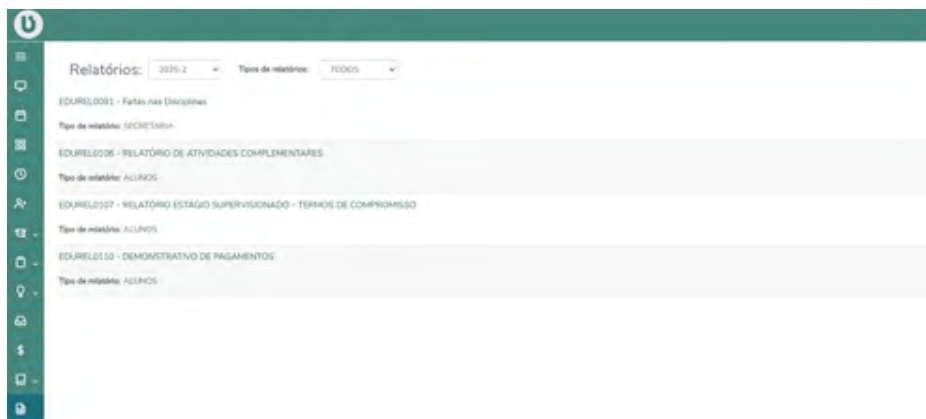 Relatórios: 2025-2 Tipos de relatórios: TODOS
EDUREL0091 - Faltas nas Disciplinas
Tipo de relatório: SECRETARIA
EDUREL0106 - RELATÓRIO DE ATIVIDADES COMPLEMENTARES
Tipo de relatório: ALUNOS
EDUREL0107 - RELATÓRIO ESTÁGIO SUPERVISIONADO - TERMOS DE COMPROMISSO
Tipo de relatório: ALUNOS
EDUREL0110 - DEMONSTRATIVO DE PAGAMENTOS
Tipo de relatório: ALUNOS